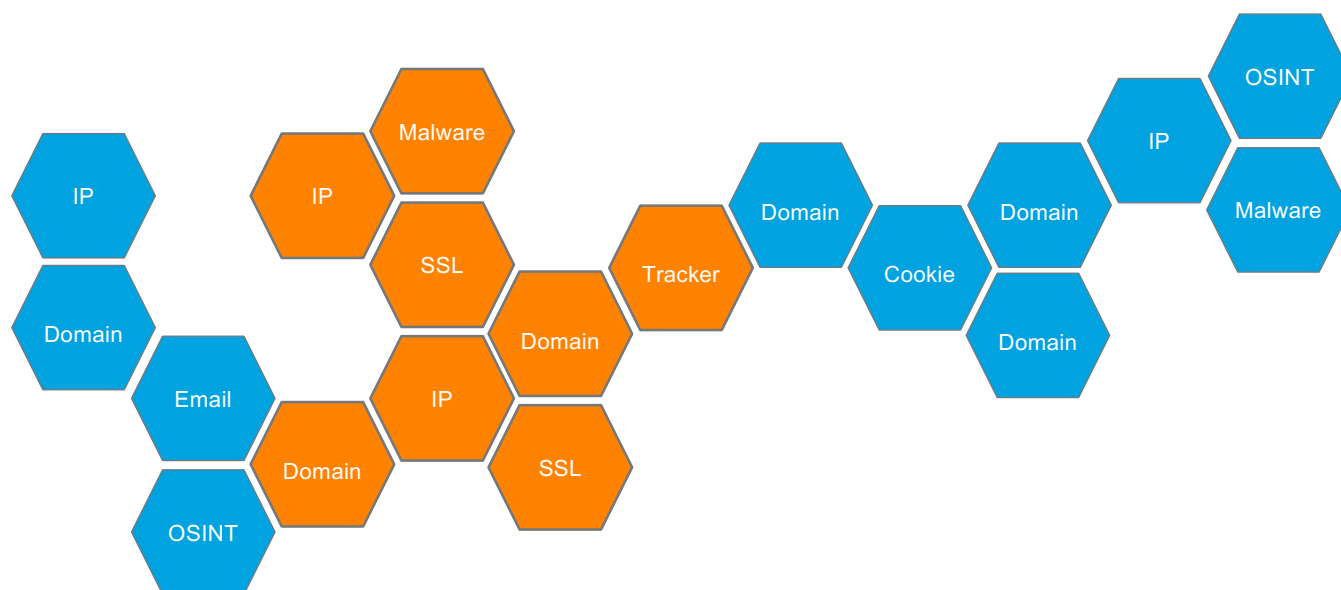 OSINT
Malware
IP
IP
IP
Domain
Domain
Malware
SSL
Tracker
Cookie
Domain
Domain
Domain
Email
IP
Domain
SSL
OSINT